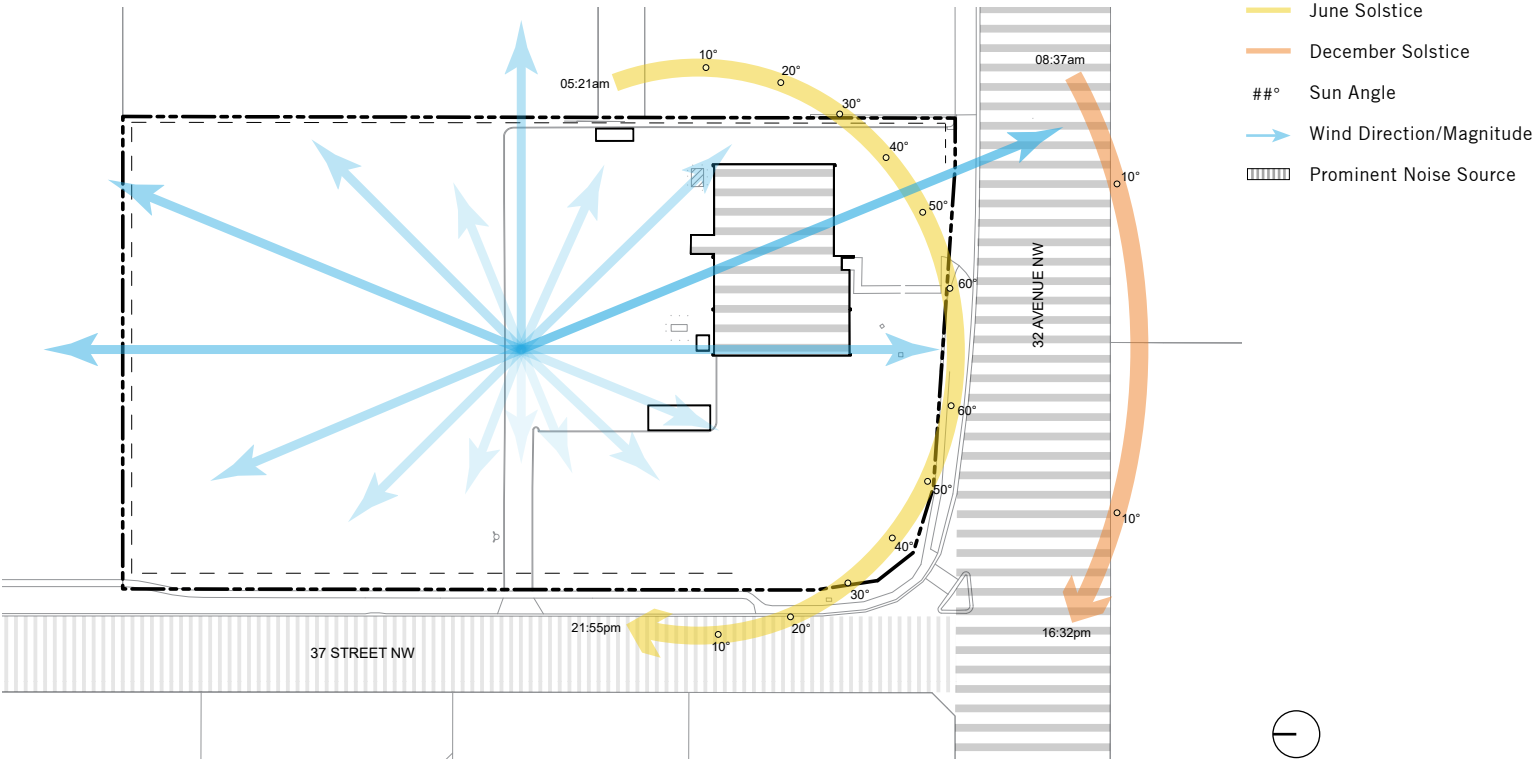 June Solstice
December Solstice
##° Sun Angle
Wind Direction/Magnitude
Prominent Noise Source
08:37am
10°
05:21am
20°
30°
40°
10°
50°
32 AVENUE NW
60°
60°
50°
10°
40°
30°
21:55pm
20°
16:32pm
10°
37 STREET NW